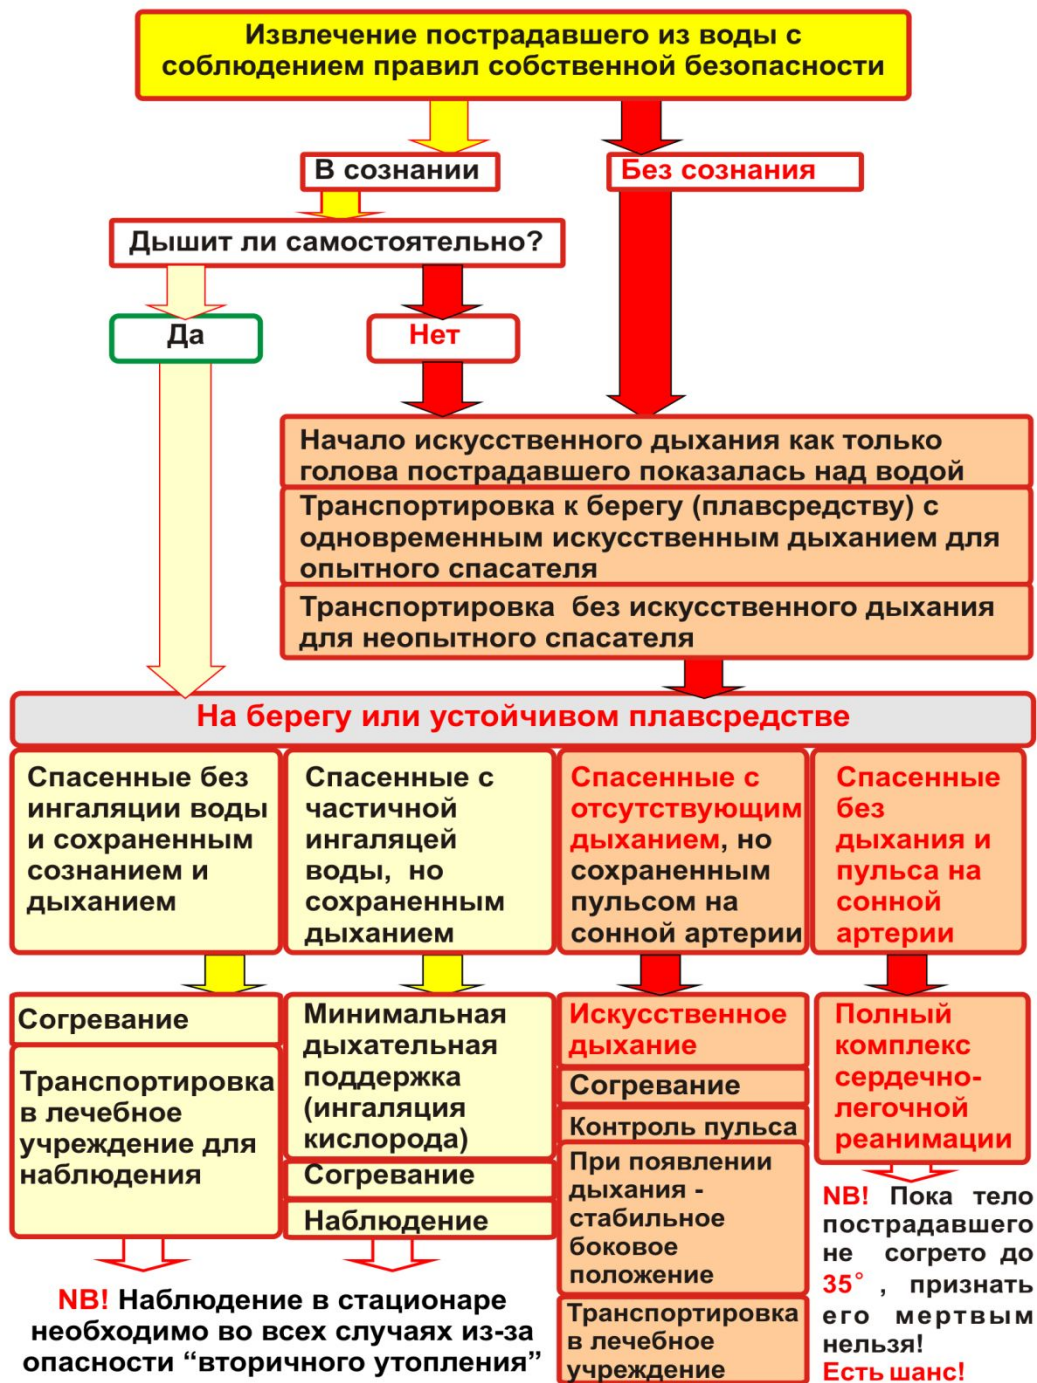 Извлечение пострадавшего из воды с
соблюдением правил собственной безопасности
В сознании
Без сознания
Дышит ли самостоятельно?
Да
Нет
Начало искусственного дыхания как только
голова пострадавшего показалась над водой
Транспортировка к берегу (плавсредству) с
одновременным искусственным дыханием для
опытного спасателя
Транспортировка без искусственного дыхания
для неопытного спасателя
На берегу или устойчивом плавсредстве
Спасенные без
ингаляции воды
и сохраненным
сознанием и
дыханием
Спасенные с
частичной
ингаляцей
воды, но
сохраненным
дыханием
Спасенные с
отсутствующим
дыханием, но
сохраненным
пульсом на
сонной артерии
Спасенные
без
дыхания и
пульса на
сонной
артерии
Согревание
Транспортировка
в лечебное
учреждение для
наблюдения
Минимальная
дыхательная
поддержка
(ингаляция
кислорода)
Согревание
Наблюдение
Искусственное
дыхание
Согревание
Контроль пульса
При появлении
дыхания -
стабильное
боковое
положение
Транспортировка
в лечебное
учреждение
Полный
комплекс
сердечно-
легочной
реанимации
NB! Наблюдение в стационаре
необходимо во всех случаях из-за
опасности “вторичного утопления”
NB! Пока тело
пострадавшего
не согрето до
35° , признать
его мертвым
нельзя!
Есть шанс!